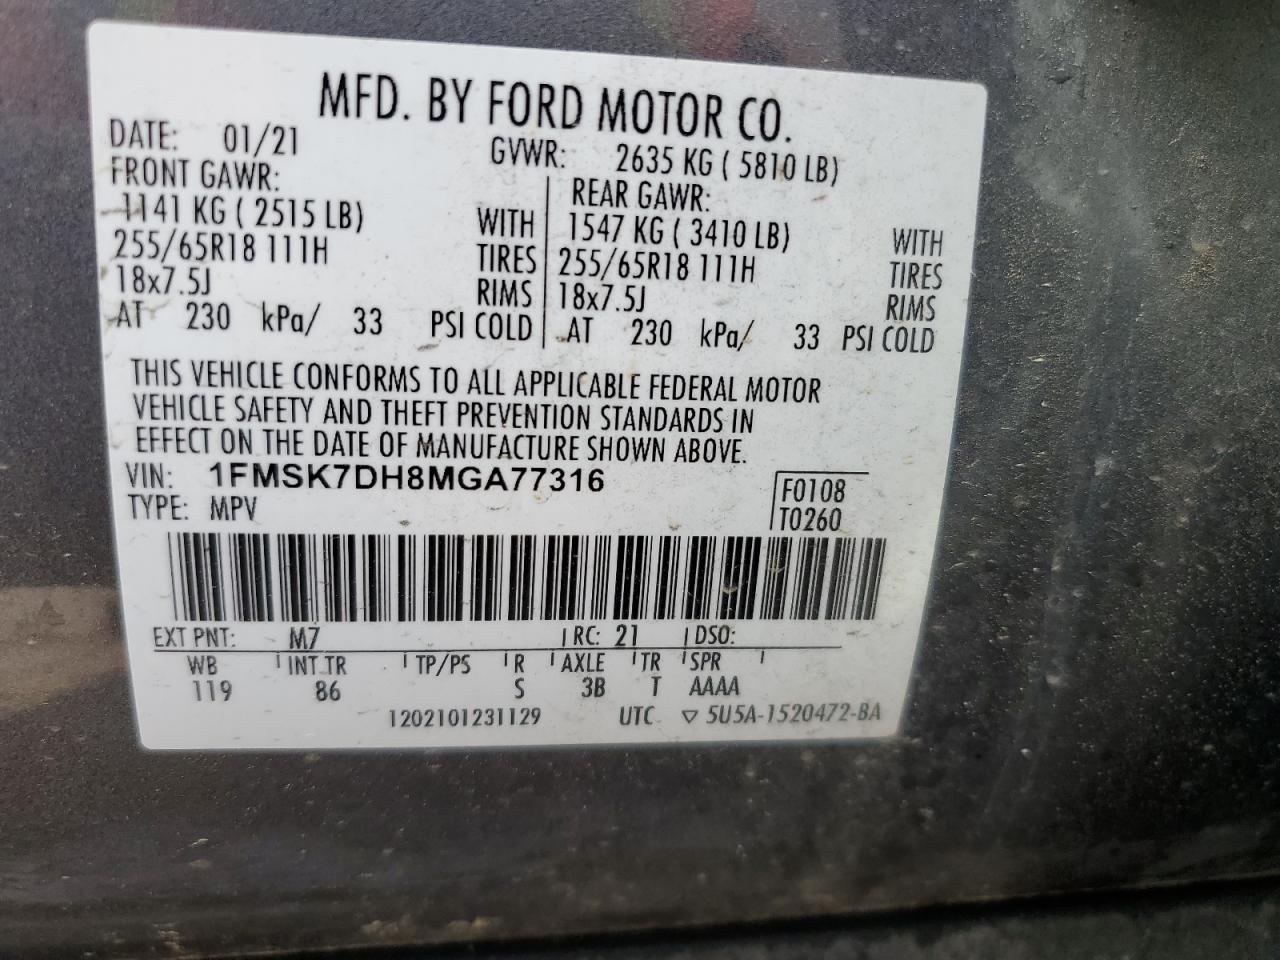 MFD. BY FORD MOTOR CO.
DATE: 01/21 GVWR: 2635 KG ( 5810 LB)
FRONT GAWR: REAR GAWR:
1141 KG ( 2515 LB) WITH 1547 KG ( 3410 LB) WITH
255/65R18 111H TIRES 255/65R18 111H TIRES
18x7.5J RIMS 18x7.5J RIMS
AT 230 kPa/ 33 PSI COLD AT 230 kPa/ 33 PSI COLD
THIS VEHICLE CONFORMS TO ALL APPLICABLE FEDERAL MOTOR
VEHICLE SAFETY AND THEFT PREVENTION STANDARDS IN
EFFECT ON THE DATE OF MANUFACTURE SHOWN ABOVE.
VIN: 1FMSK7DH8MGA77316 F0108
TYPE: MPV T0260
EXT PNT: M7 RC: 21 DSO:
WB INT TR TP/PS R AXLE TR SPR
119 86 S 3B T AAAA
1202101231129 UTC ▽ 5U5A-1520472-BA